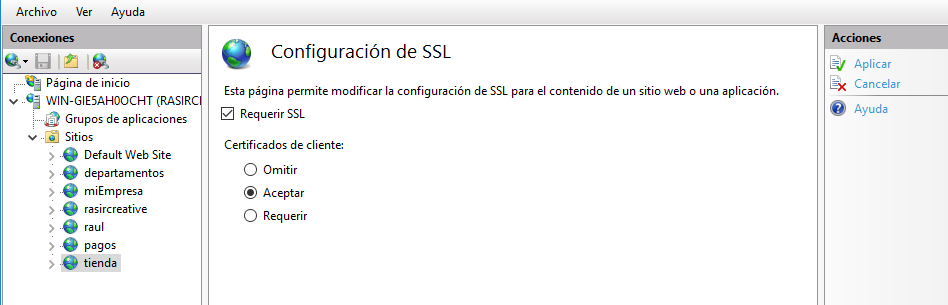 Archivo Ver Ayuda
Conexiones
Página de inicio
WIN-GIE5AH0OCHT (RASIRCI
Grupos de aplicaciones
Sitios
Default Web Site
departamentos
miEmpresa
rasircreative
raul
pagos
tienda
Configuración de SSL
Esta página permite modificar la configuración de SSL para el contenido de un sitio web o una aplicación.
Requerir SSL
Certificados de cliente:
Omitir
Aceptar
Requerir
Acciones
Aplicar
Cancelar
Ayuda